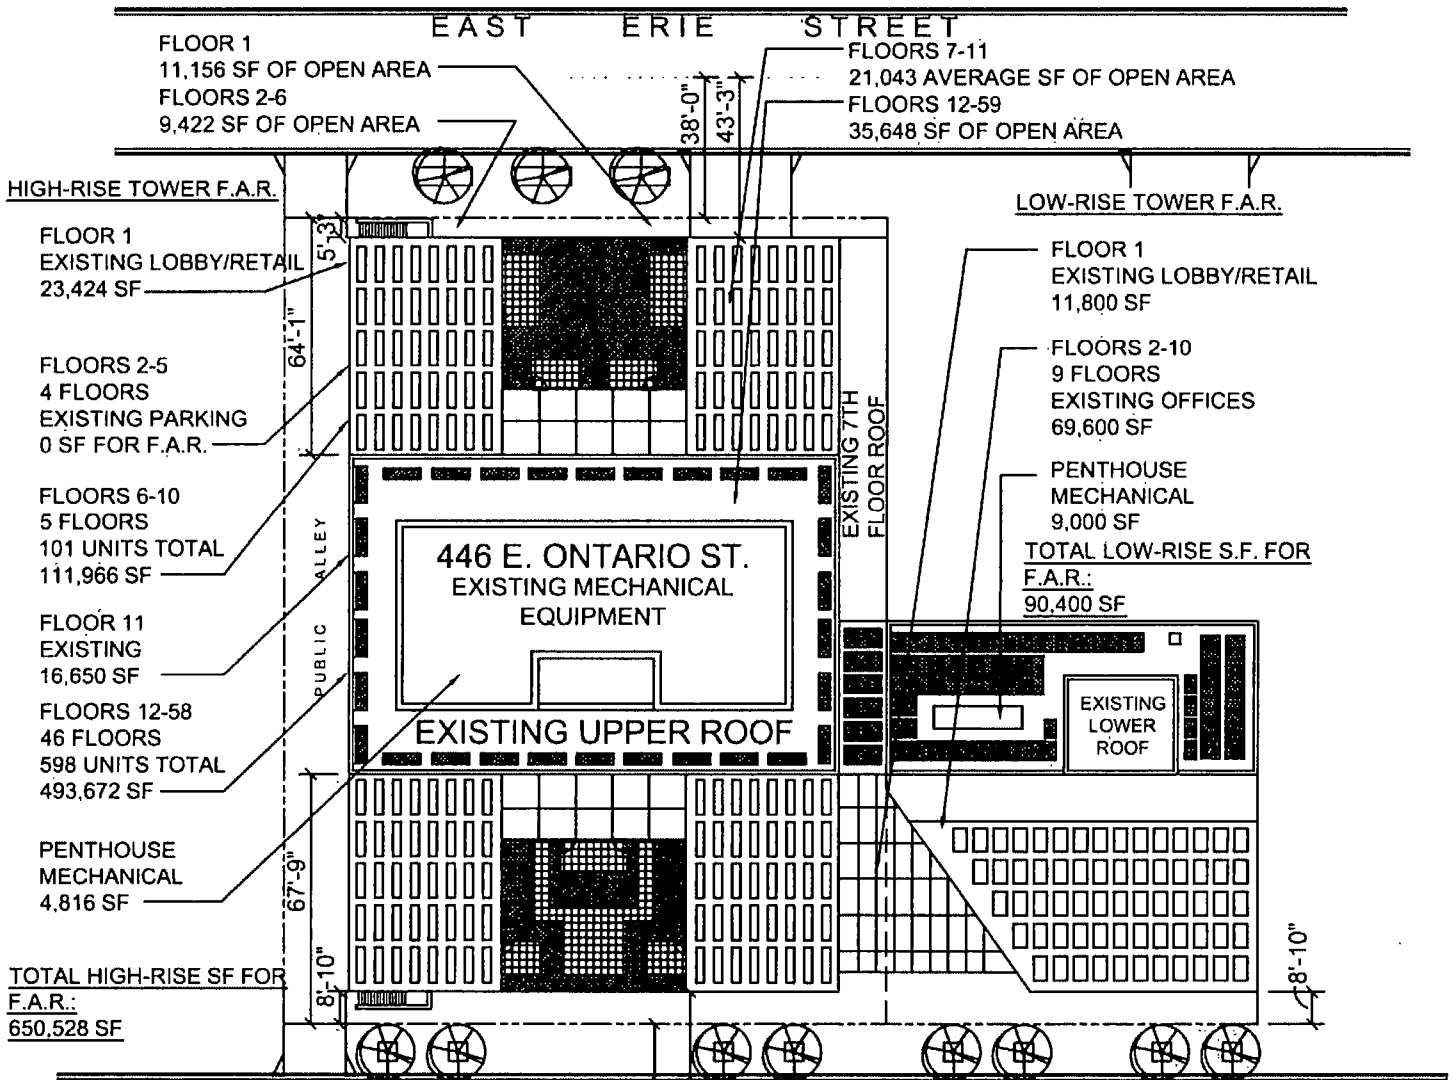 EAST ERIE STREET
FLOOR 1
11,156 SF OF OPEN AREA
FLOORS 2-6
9,422 SF OF OPEN AREA
FLOORS 7-11
21,043 AVERAGE SF OF OPEN AREA
FLOORS 12-59
35,648 SF OF OPEN AREA
38'-0"
43'-3"
HIGH-RISE TOWER F.A.R.
FLOOR 1
EXISTING LOBBY/RETAIL
23,424 SF
FLOORS 2-5
4 FLOORS
EXISTING PARKING
0 SF FOR F.A.R.
FLOORS 6-10
5 FLOORS
101 UNITS TOTAL
111,966 SF
FLOOR 11
EXISTING
16,650 SF
FLOORS 12-58
46 FLOORS
598 UNITS TOTAL
493,672 SF
PENTHOUSE
MECHANICAL
4,816 SF
TOTAL HIGH-RISE SF FOR
F.A.R.:
650,528 SF
5'-3"
64'-1"
PUBLIC ALLEY
67'-9"
8'-10"
446 E. ONTARIO ST.
EXISTING MECHANICAL
EQUIPMENT
EXISTING UPPER ROOF
EXISTING 7TH
FLOOR ROOF
LOW-RISE TOWER F.A.R.
FLOOR 1
EXISTING LOBBY/RETAIL
11,800 SF
FLOORS 2-10
9 FLOORS
EXISTING OFFICES
69,600 SF
PENTHOUSE
MECHANICAL
9,000 SF
TOTAL LOW-RISE S.F. FOR
F.A.R.:
90,400 SF
EXISTING
LOWER
ROOF
8'-10"